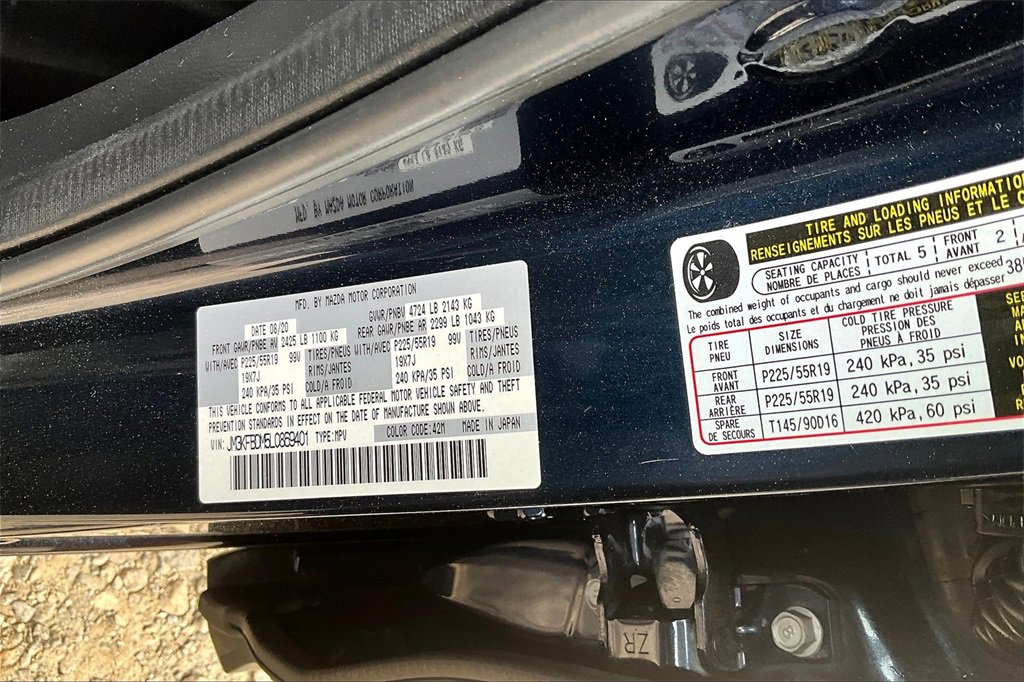 MFD. BY MAZDA MOTOR CORPORATION
DATE 08/20
GVWR/PNBV 4724 LB 2143 KG
FRONT GAWR/PNBE AV 2425 LB 1100 KG
REAR GAWR/PNBE AR 2299 LB 1043 KG
WITH/AVEC P225/55R19 99V TIRES/PNEUS
19X7J RIMS/JANTES
240 KPA/35 PSI COLD/A FROID
WITH/AVEC P225/55R19 99V TIRES/PNEUS
19X7J RIMS/JANTES
240 KPA/35 PSI COLD/A FROID
THIS VEHICLE CONFORMS TO ALL APPLICABLE FEDERAL MOTOR VEHICLE SAFETY AND THEFT
PREVENTION STANDARDS IN EFFECT ON THE DATE OF MANUFACTURE SHOWN ABOVE.
VIN: JM3KFBDM5L0859401 TYPE:MPV
COLOR CODE:42M MADE IN JAPAN
TIRE AND LOADING INFORMATION
RENSEIGNEMENTS SUR LES PNEUS ET LE
SEATING CAPACITY
NOMBRE DE PLACES
TOTAL 5
FRONT
AVANT
2
The combined weight of occupants and cargo should never exceed
Le poids total des occupants et du chargement ne doit jamais dépasser
TIRE
PNEU
SIZE
DIMENSIONS
COLD TIRE PRESSURE
PRESSION DES
PNEUS A FROID
FRONT
AVANT
P225/55R19
240 kPa, 35 psi
REAR
ARRIÈRE
P225/55R19
240 kPa, 35 psi
SPARE
DE SECOURS
T145/90D16
420 kPa, 60 psi
ZR